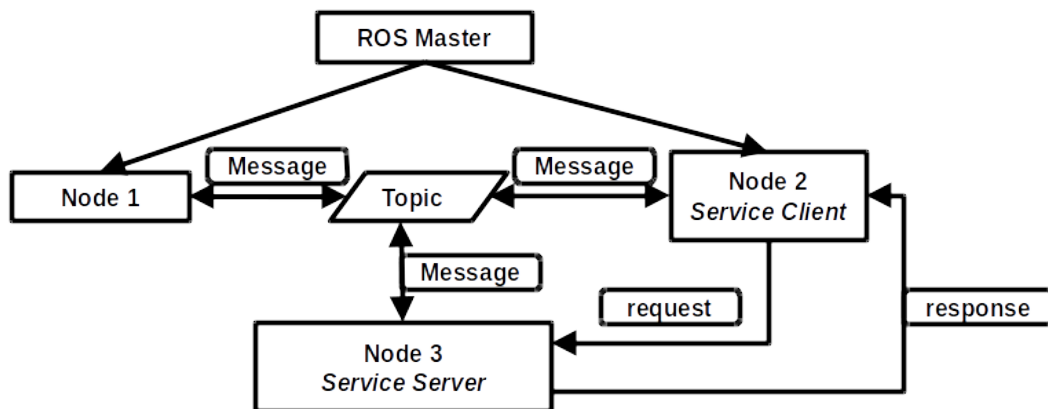 ROS Master
Message
Message
Node 1
Topic
Node 2
Service Client
Message
request
response
Node 3
Service Server